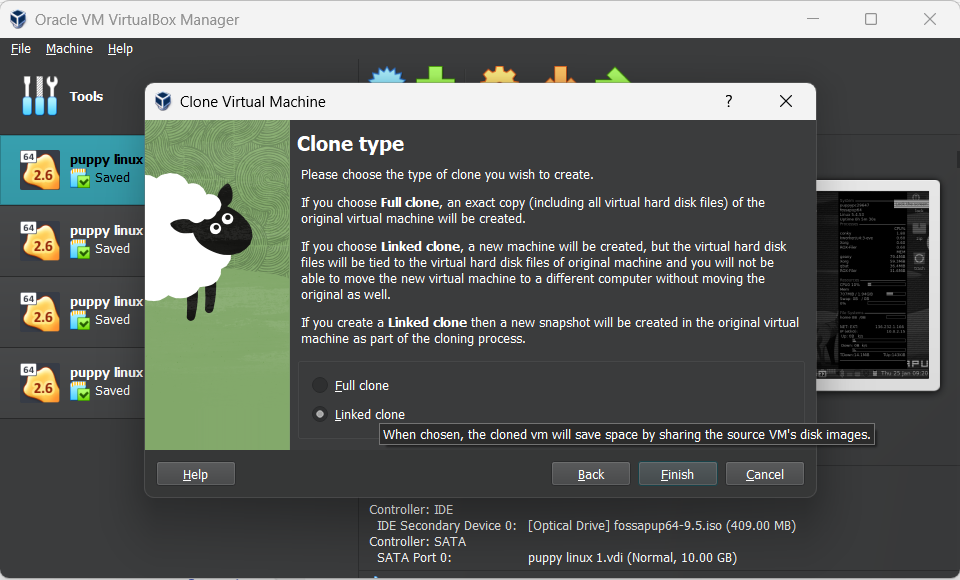 Oracle VM VirtualBox Manager
File Machine Help
Tools
64
2.6
puppy linux
Saved
64
2.6
puppy linux
Saved
64
2.6
puppy linux
Saved
64
2.6
puppy linux
Saved
Clone Virtual Machine
?
Clone type
Please choose the type of clone you wish to create.
If you choose Full clone, an exact copy (including all virtual hard disk files) of the
original virtual machine will be created.
If you choose Linked clone, a new machine will be created, but the virtual hard disk
files will be tied to the virtual hard disk files of original machine and you will not be
able to move the new virtual machine to a different computer without moving the
original as well.
If you create a Linked clone then a new snapshot will be created in the original virtual
machine as part of the cloning process.
Full clone
Linked clone
When chosen, the cloned vm will save space by sharing the source VM's disk images.
Help Back Finish Cancel
Thu 25 Jan 09:20
Controller: IDE
IDE Secondary Device 0: [Optical Drive] fossapup64-9.5.iso (409.00 MB)
Controller: SATA
SATA Port 0: puppy linux 1.vdi (Normal, 10.00 GB)